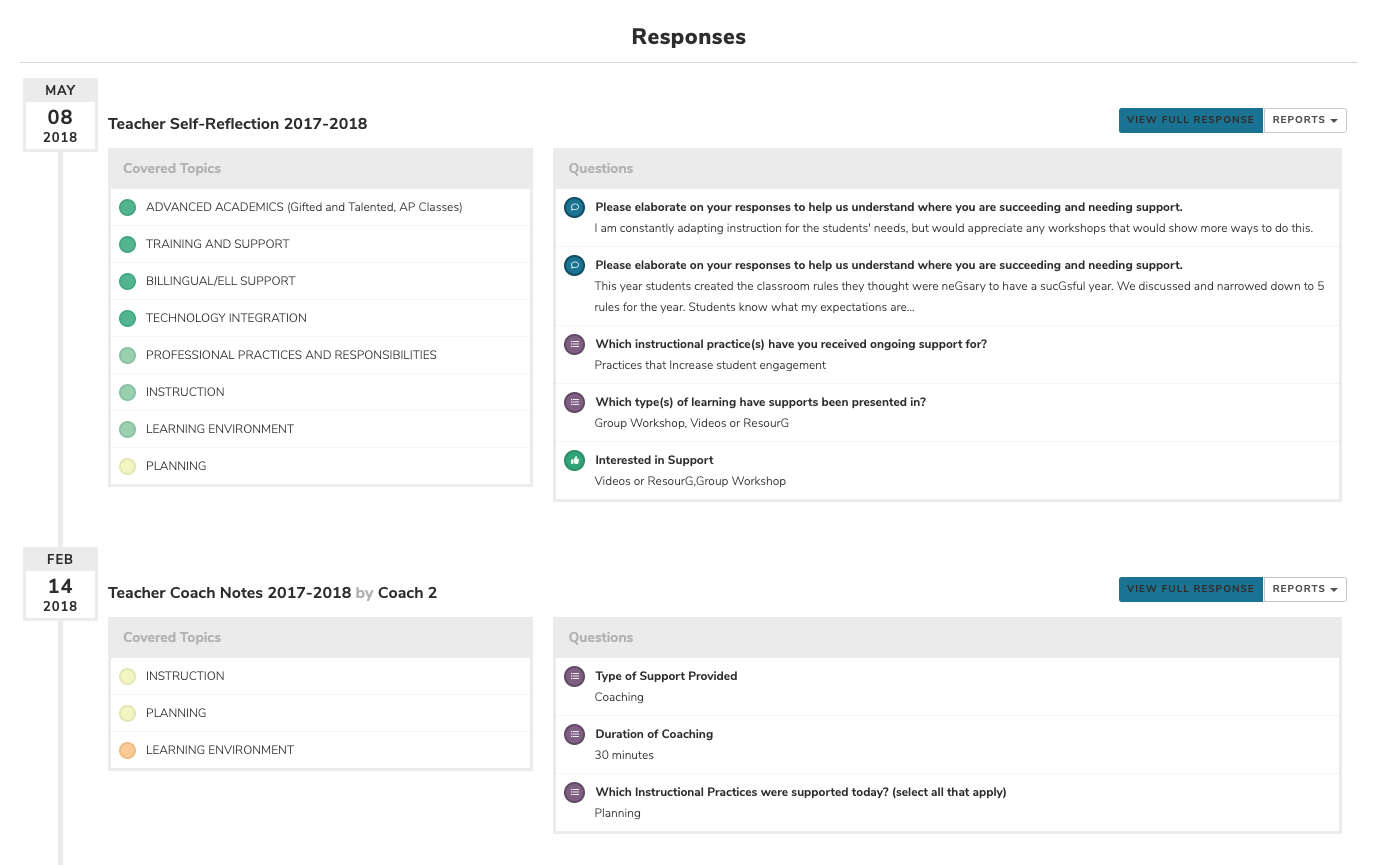 Responses
MAY
08
2018
Teacher Self-Reflection 2017-2018
VIEW FULL RESPONSE
REPORTS
Covered Topics
ADVANCED ACADEMICS (Gifted and Talented, AP Classes)
TRAINING AND SUPPORT
BILLINGUAL/ELL SUPPORT
TECHNOLOGY INTEGRATION
PROFESSIONAL PRACTICES AND RESPONSIBILITIES
INSTRUCTION
LEARNING ENVIRONMENT
PLANNING
Questions
Please elaborate on your responses to help us understand where you are succeeding and needing support.
I am constantly adapting instruction for the students' needs, but would appreciate any workshops that would show more ways to do this.
Please elaborate on your responses to help us understand where you are succeeding and needing support.
This year students created the classroom rules they thought were neGsary to have a sucGsful year. We discussed and narrowed down to 5
rules for the year. Students know what my expectations are...
Which instructional practice(s) have you received ongoing support for?
Practices that Increase student engagement
Which type(s) of learning have supports been presented in?
Group Workshop, Videos or ResourG
Interested in Support
Videos or ResourG,Group Workshop
FEB
14
2018
Teacher Coach Notes 2017-2018 by Coach 2
VIEW FULL RESPONSE
REPORTS
Covered Topics
INSTRUCTION
PLANNING
LEARNING ENVIRONMENT
Questions
Type of Support Provided
Coaching
Duration of Coaching
30 minutes
Which Instructional Practices were supported today? (select all that apply)
Planning